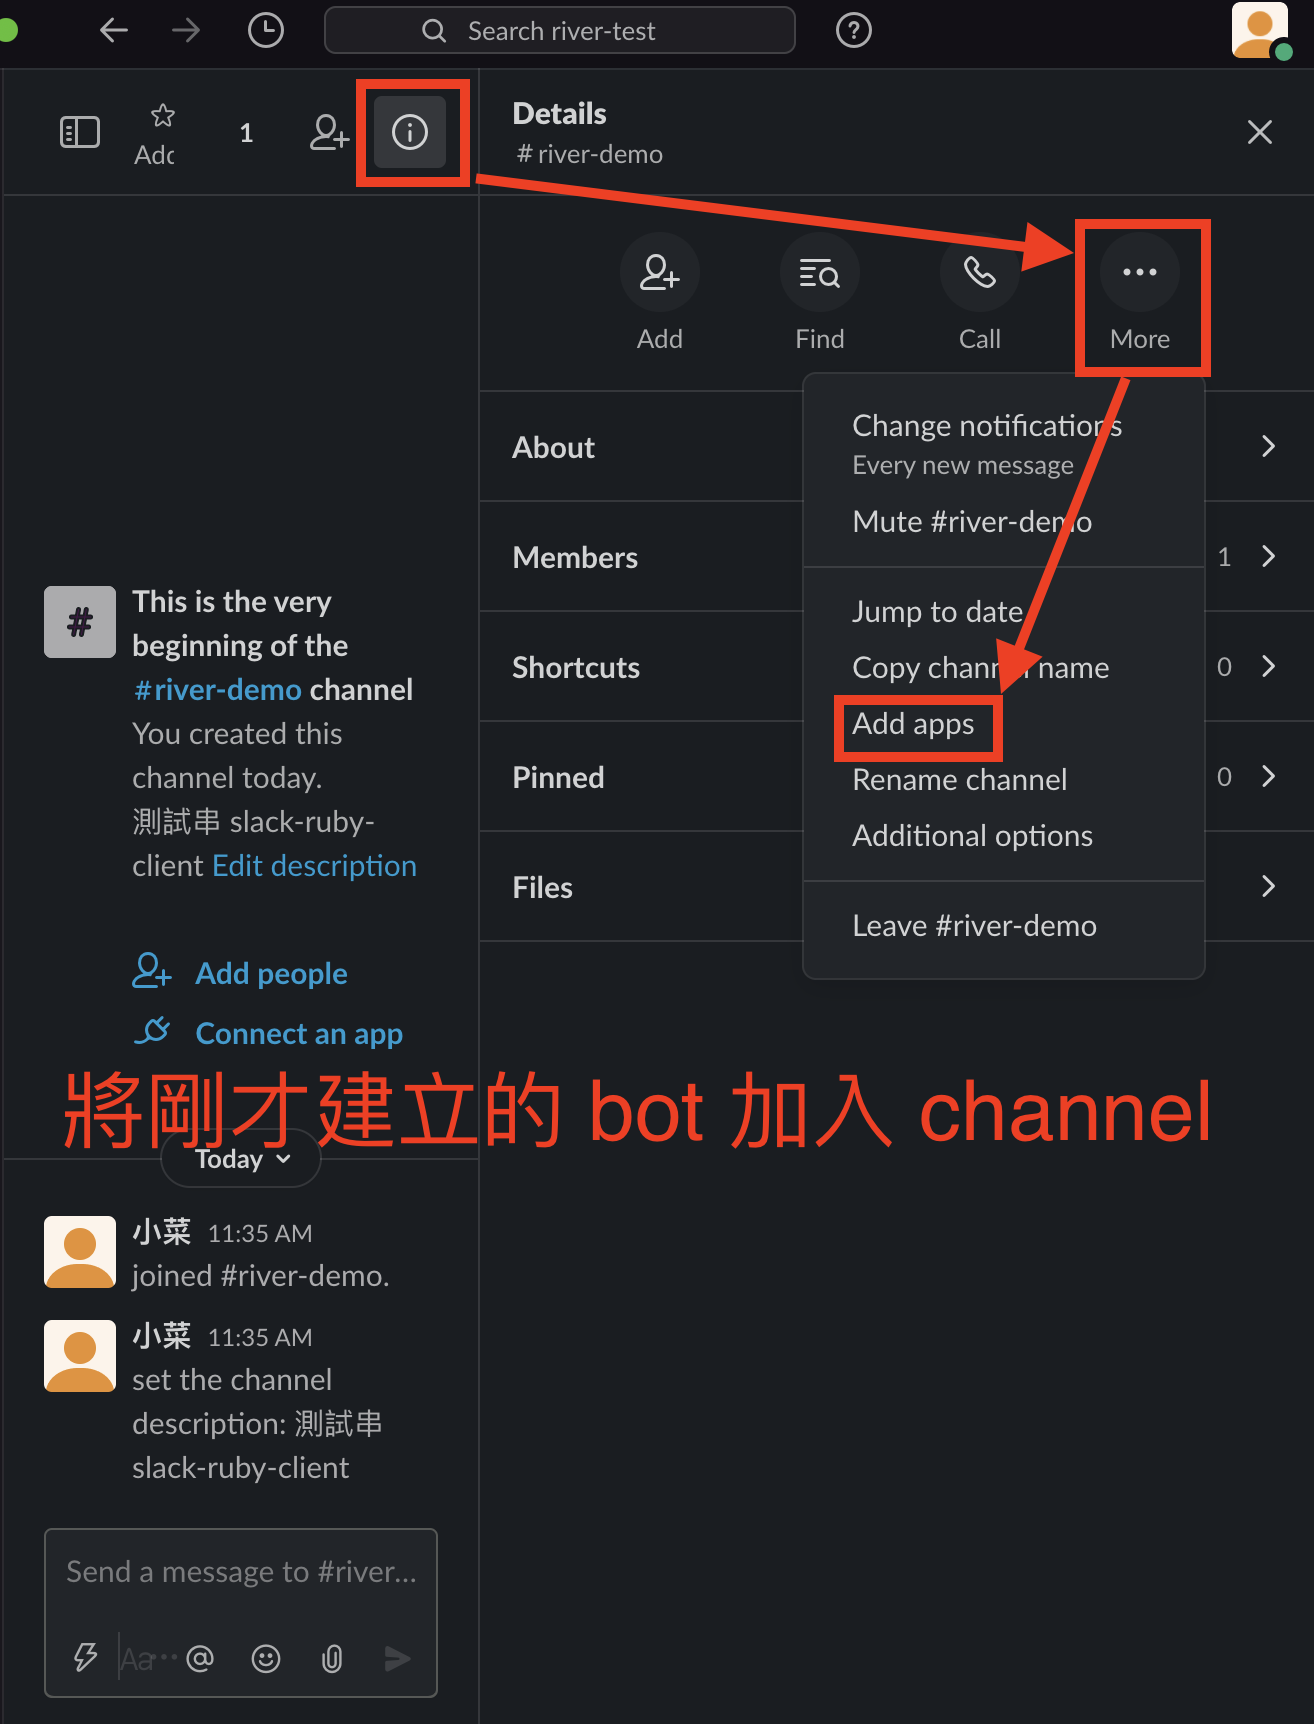 Search river-test
Adc
1
Details
# river-demo
Add
Find
Call
More
Change notifications
Every new message
Mute #river-demo
Jump to date
Copy channel name
Add apps
Rename channel
Additional options
Leave #river-demo
About
Members 1
Shortcuts 0
Pinned 0
Files
#
This is the very
beginning of the
#river-demo channel
You created this
channel today.
測試串 slack-ruby-
client Edit description
Add people
Connect an app
將剛才建立的 bot 加入 channel
Today
小菜 11:35 AM
joined #river-demo.
小菜 11:35 AM
set the channel
description: 測試串
slack-ruby-client
Send a message to #river...
Aa